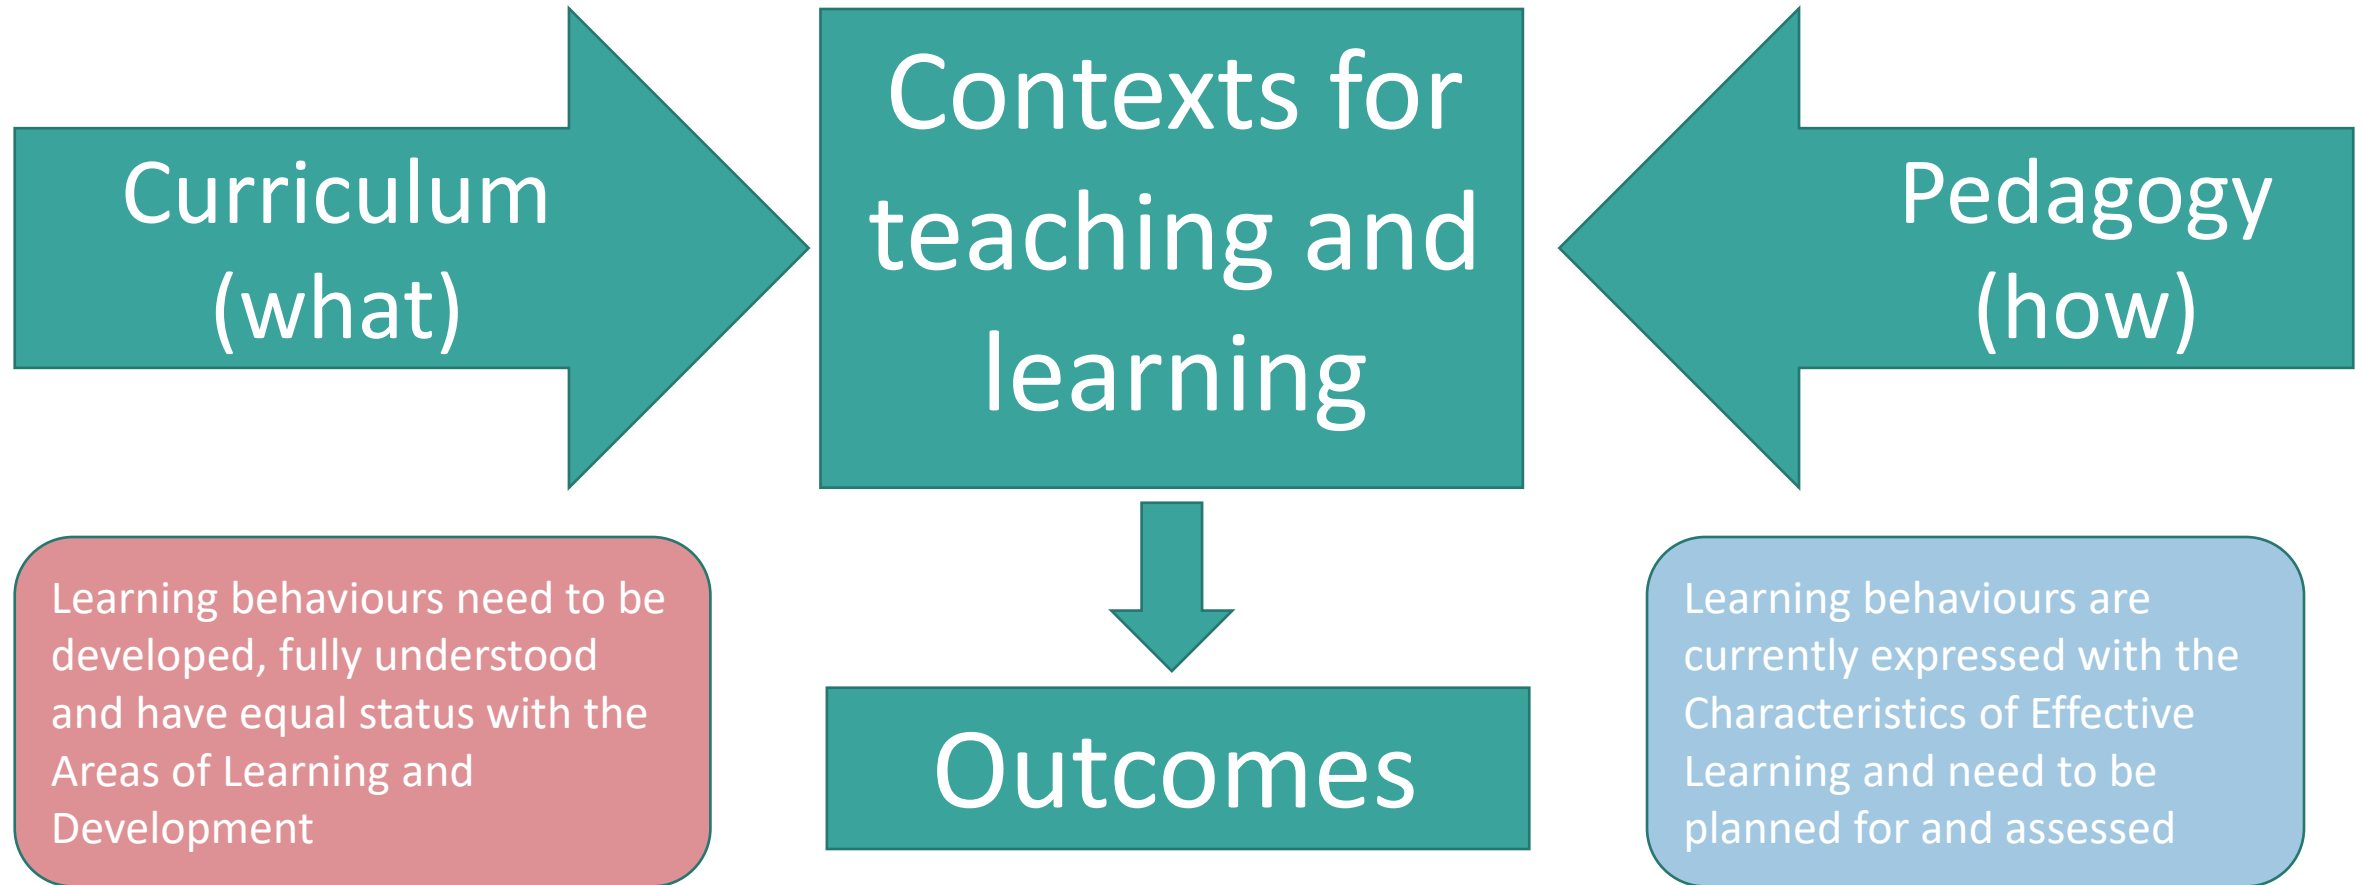 Curriculum
(what)
Contexts for
teaching and
learning
Pedagogy
(how)
Learning behaviours need to be
developed, fully understood
and have equal status with the
Areas of Learning and
Development
Outcomes
Learning behaviours are
currently expressed with the
Characteristics of Effective
Learning and need to be
planned for and assessed